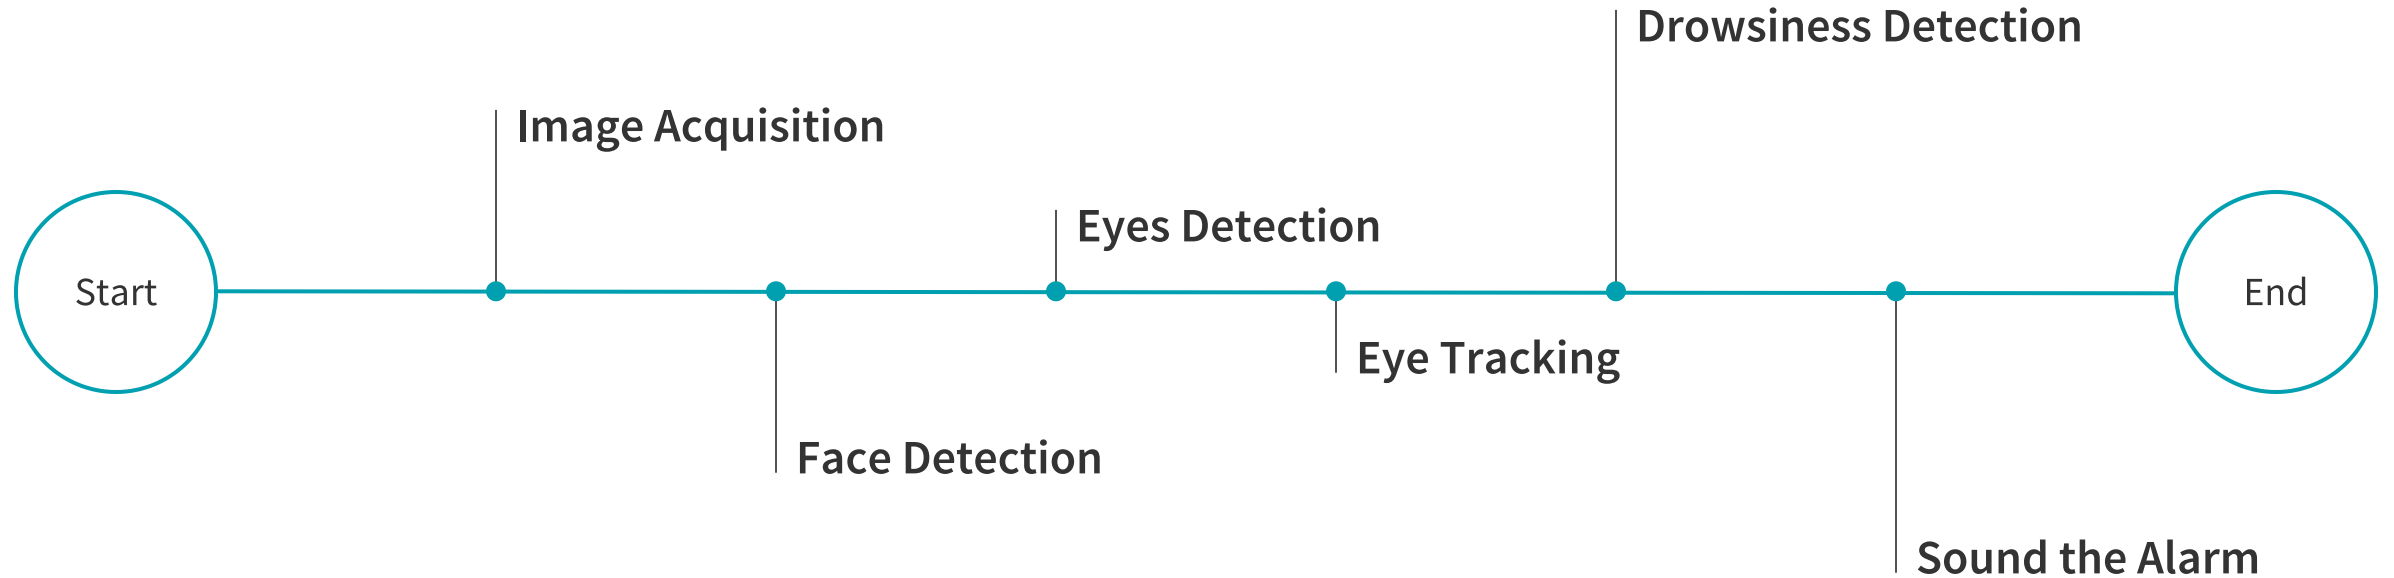 Start
Image Acquisition
Face Detection
Eyes Detection
Eye Tracking
Drowsiness Detection
Sound the Alarm
End